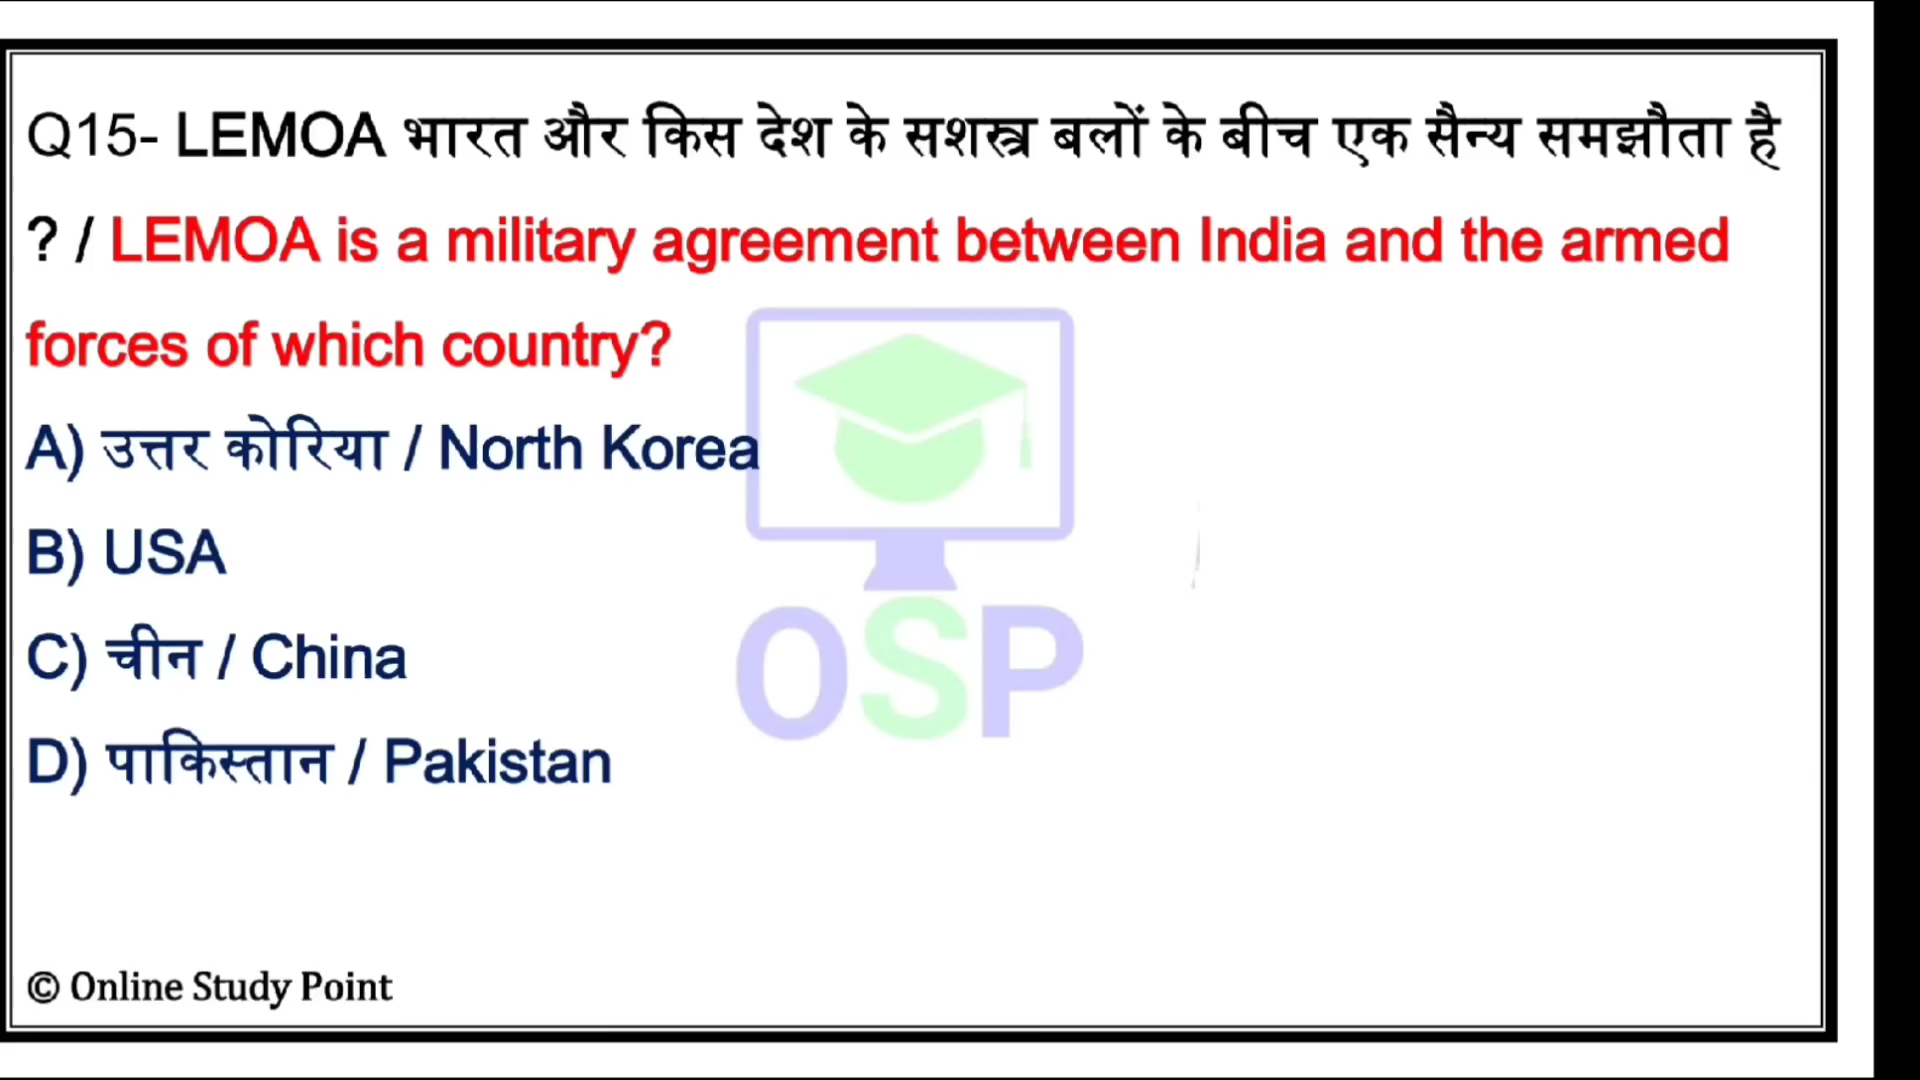 Q15- LEMOA भारत और किस देश के सशस्त्र बलों के बीच एक सैन्य समझौता है
? / LEMOA is a military agreement between India and the armed
forces of which country?
A) उत्तर कोरिया / North Korea
B) USA
C) चीन / China
D) पाकिस्तान / Pakistan
OSP
© Online Study Point